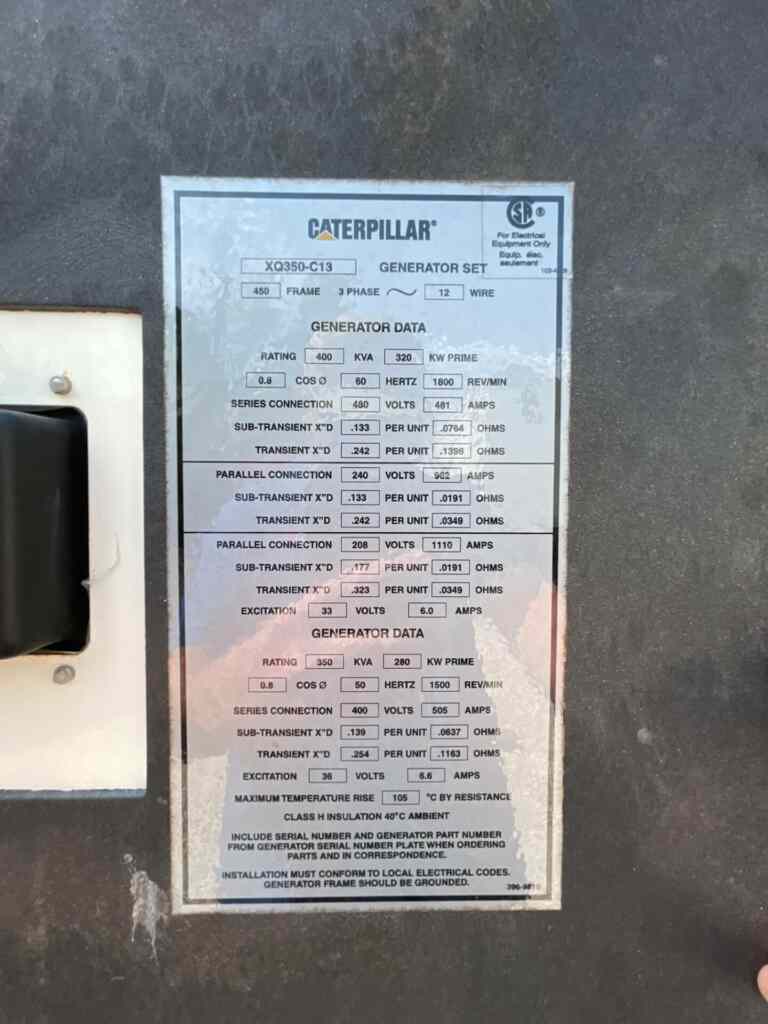 CATERPILLAR®
SA ®
For Electrical
Equipment Only
Equip. élec.
seulement
XQ350-C13 GENERATOR SET
450 FRAME 3 PHASE 12 WIRE
GENERATOR DATA
RATING 400 KVA 320 KW PRIME
0.8 COS Ø 60 HERTZ 1800 REV/MIN
SERIES CONNECTION 480 VOLTS 481 AMPS
SUB-TRANSIENT X"D .133 PER UNIT .0764 OHMS
TRANSIENT X"D .242 PER UNIT .1396 OHMS
PARALLEL CONNECTION 240 VOLTS 962 AMPS
SUB-TRANSIENT X"D .133 PER UNIT .0191 OHMS
TRANSIENT X"D .242 PER UNIT .0349 OHMS
PARALLEL CONNECTION 208 VOLTS 1110 AMPS
SUB-TRANSIENT X"D .177 PER UNIT .0191 OHMS
TRANSIENT X"D .323 PER UNIT .0349 OHMS
EXCITATION 33 VOLTS 6.0 AMPS
GENERATOR DATA
RATING 350 KVA 280 KW PRIME
0.8 COS Ø 50 HERTZ 1500 REV/MIN
SERIES CONNECTION 400 VOLTS 505 AMPS
SUB-TRANSIENT X"D .139 PER UNIT .0637 OHMS
TRANSIENT X"D .254 PER UNIT .1163 OHMS
EXCITATION 36 VOLTS 6.6 AMPS
MAXIMUM TEMPERATURE RISE 105 °C BY RESISTANCE
CLASS H INSULATION 40°C AMBIENT
INCLUDE SERIAL NUMBER AND GENERATOR PART NUMBER
FROM GENERATOR SERIAL NUMBER PLATE WHEN ORDERING
PARTS AND IN CORRESPONDENCE.
INSTALLATION MUST CONFORM TO LOCAL ELECTRICAL CODES.
GENERATOR FRAME SHOULD BE GROUNDED.